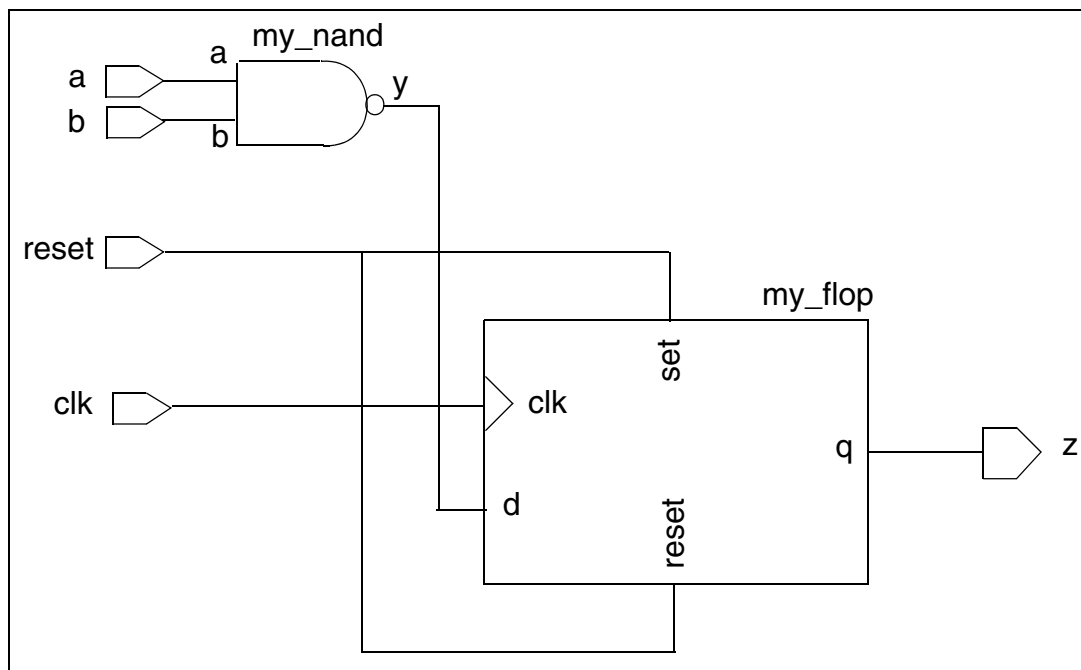 my_nand
a
a
y
b
b
reset
my_flop
set
clk
clk
q
z
d
reset